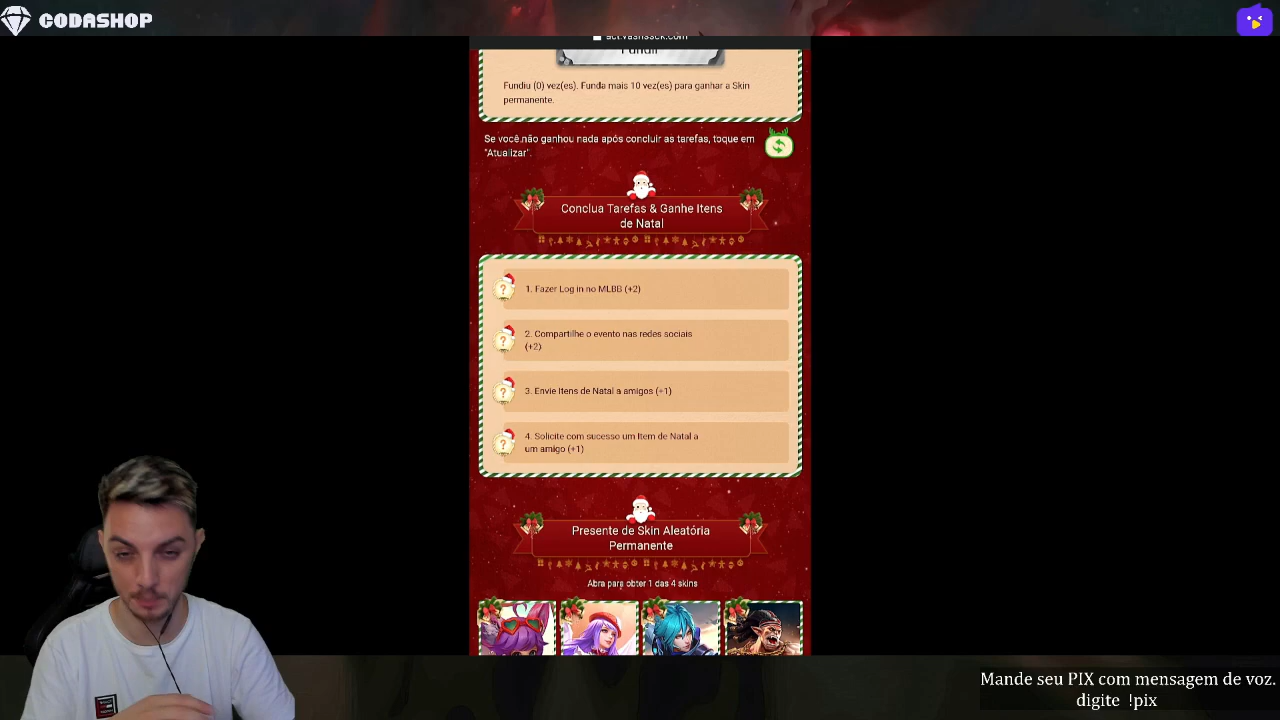 CODASHOP
act.vashssck.com
Fundir
Fundiu (0) vez(es). Funda mais 10 vez(es) para ganhar a Skin
permanente.
Se você não ganhou nada após concluir as tarefas, toque em
"Atualizar".
Conclua Tarefas & Ganhe Itens
de Natal
1. Fazer Log in no MLBB (+2)
2. Compartilhe o evento nas redes sociais
(+2)
3. Envie Itens de Natal a amigos (+1)
4. Solicite com sucesso um Item de Natal a
um amigo (+1)
Presente de Skin Aleatória
Permanente
Abra para obter 1 das 4 skins
Mande seu PIX com mensagem de voz.
digite !pix